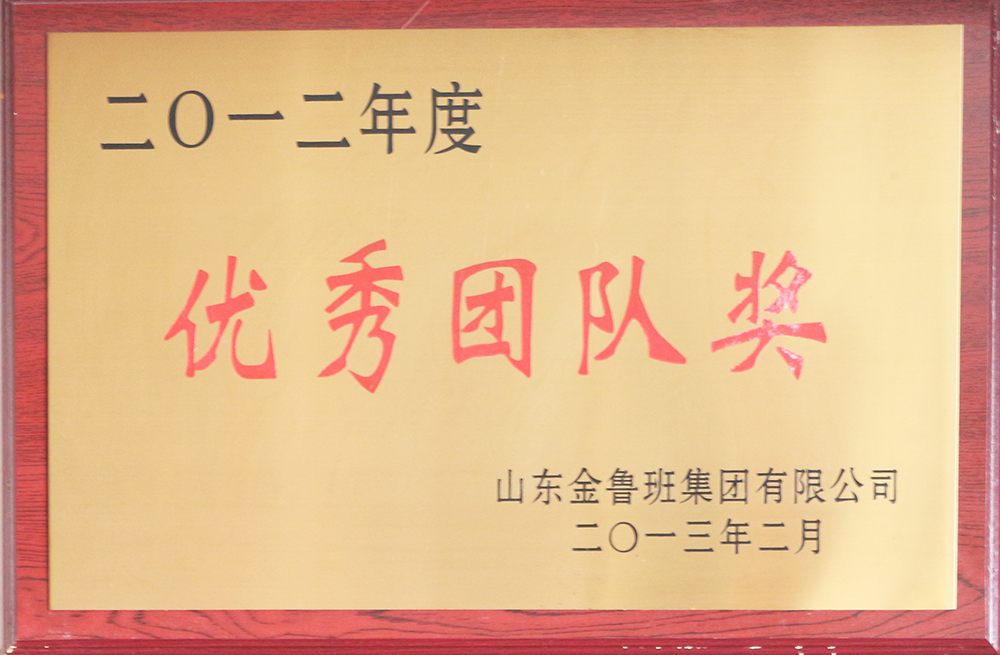 二〇一二年度
优秀团队奖
山东金鲁班集团有限公司
二〇一三年二月